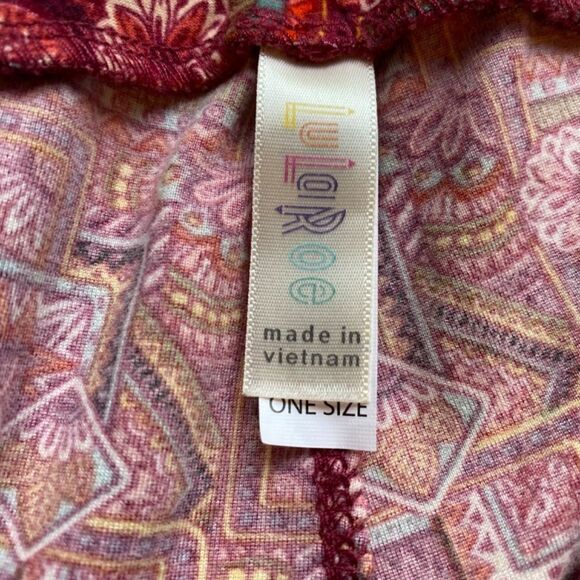 LuLaRoe
made in
vietnam
ONE SIZE